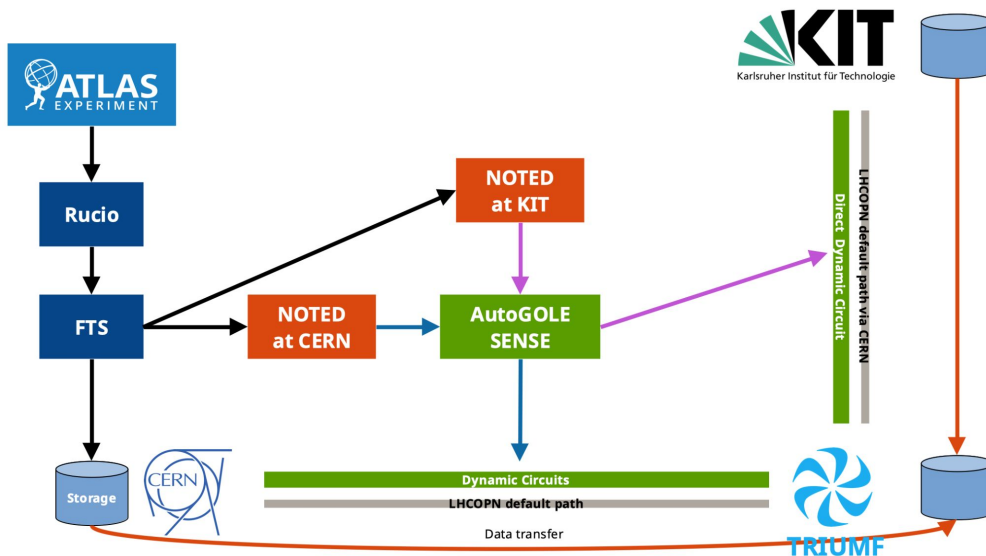 KIT
Karlsruher Institut für Technologie
ATLAS
EXPERIMENT
Rucio
NOTED
at KIT
FTS
NOTED
at CERN
AutoGOLE
SENSE
Direct Dynamic Circuit
LHCOPN default path via CERN
Storage
CERN
Dynamic Circuits
LHCOPN default path
Data transfer
TRIUMF